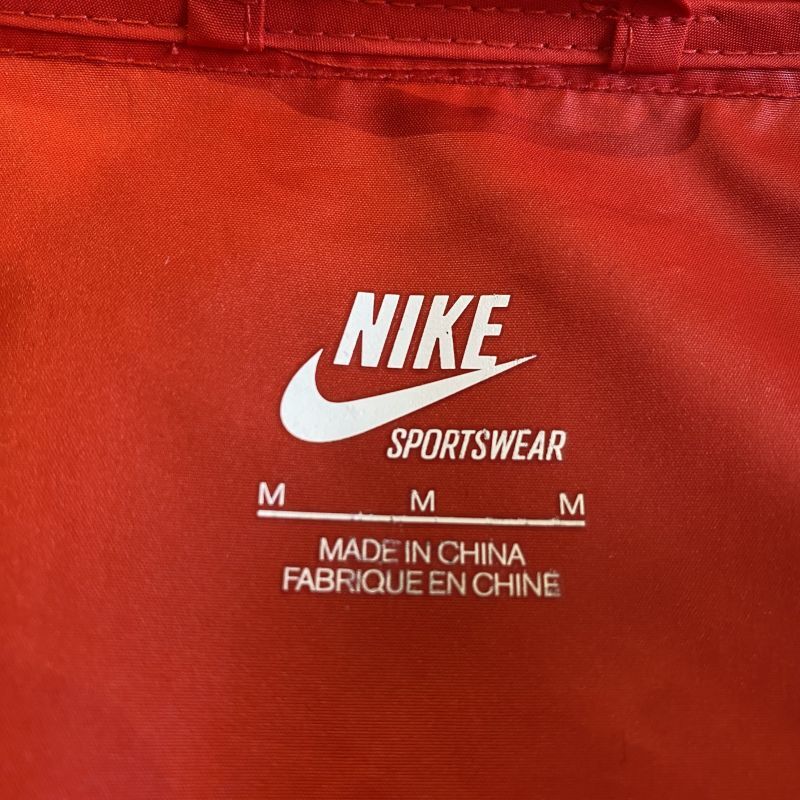 NIKE
SPORTSWEAR
M M M
MADE IN CHINA
FABRIQUE EN CHINE